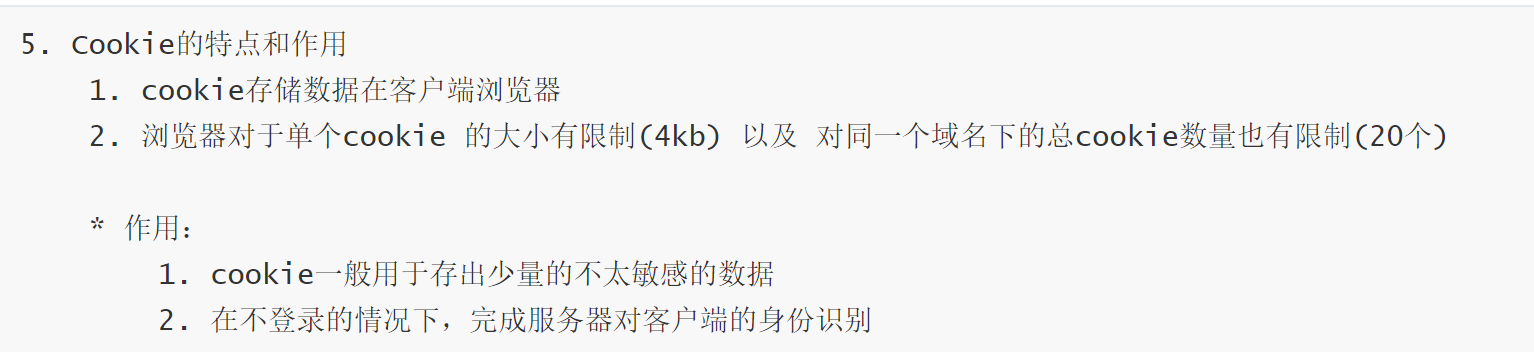 5. Cookie的特点和作用
1. cookie存储数据在客户端浏览器
2. 浏览器对于单个cookie 的大小有限制(4kb) 以及 对同一个域名下的总cookie数量也有限制(20个)
* 作用：
1. cookie一般用于存出少量的不太敏感的数据
2. 在不登录的情况下，完成服务器对客户端的身份识别